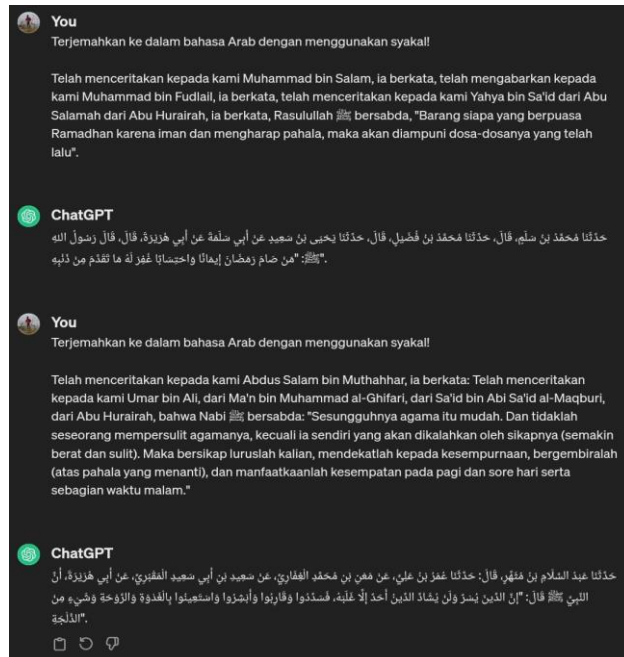 You
Terjemahkan ke dalam bahasa Arab dengan menggunakan syakal!
Telah menceritakan kepada kami Muhammad bin Salam, ia berkata, telah mengabarkan kepada
kami Muhammad bin Fudlail, ia berkata, telah menceritakan kepada kami Yahya bin Sa'id dari Abu
Salamah dari Abu Hurairah, ia berkata, Rasulullah ﷺ bersabda, "Barang siapa yang berpuasa
Ramadhan karena iman dan mengharap pahala, maka akan diampuni dosa-dosanya yang telah
lalu".
ChatGPT
حَدَّثَنَا مُحَمَّدُ بْنُ سَلَمٍ، قَالَ، حَدَّثَنَا مُحَمَّدُ بْنُ فُضَيلٍ، قَالَ، حَدَّثَنَا يَحْيَى بْنُ سَعِيدٍ عَنْ أَبِي سَلَمَةَ عَنْ أَبِي هُرَيْرَةَ، قَالَ، قَالَ رَسُولُ اللهِ
ﷺ: "مَن صَامَ رَمَضَانَ إِيمَانًا وَاحتِسَابًا غُفِرَ لَهُ مَا تَقَدَّمَ مِن ذَنْبِهِ".
You
Terjemahkan ke dalam bahasa Arab dengan menggunakan syakal!
Telah menceritakan kepada kami Abdus Salam bin Muthahhar, ia berkata: Telah menceritakan
kepada kami Umar bin Ali, dari Ma'n bin Muhammad al-Ghifari, dari Sa'id bin Abi Sa'id al-Maqburi,
dari Abu Hurairah, bahwa Nabi ﷺ bersabda: "Sesungguhnya agama itu mudah. Dan tidaklah
seseorang mempersulit agamanya, kecuali ia sendiri yang akan dikalahkan oleh sikapnya (semakin
berat dan sulit). Maka bersikap luruslah kalian, mendekatlah kepada kesempurnaan, bergembiralah
(atas pahala yang menanti), dan manfaatkaanlah kesempatan pada pagi dan sore hari serta
sebagian waktu malam."
ChatGPT
حَدَّثَنَا عَبدَ السَّلَامِ بْنُ مُتَهَّرٍ، قَالَ: حَدَّثَنَا عُمَرُ بْنُ عَلِيٍّ، عَن مَعَنِ بْنِ مُحَمَّدٍ الْغِفَارِيّ، عَن سَعِيدِ بْنِ أَبِي سَعِيدٍ الْمَقْبَرِيّ، عَن أَبِي هُرَيْرَةَ، أَنَّ
النَّبِيَّ ﷺ قَالَ: "إِنَّ الدِّينَ يُسْرٌ وَلَن يُشَادَّ الدِّينَ أَحَدٌ إِلَّا غَلَبَهُ، فَسَدِّدُوا وَقَارِبُوا وَأَبْشِرُوا وَاسْتَعِينُوا بِالْغُدْوَةِ وَالرَّوْحَةِ وَشَيْءٍ مِن
الدُّلْجَةِ".